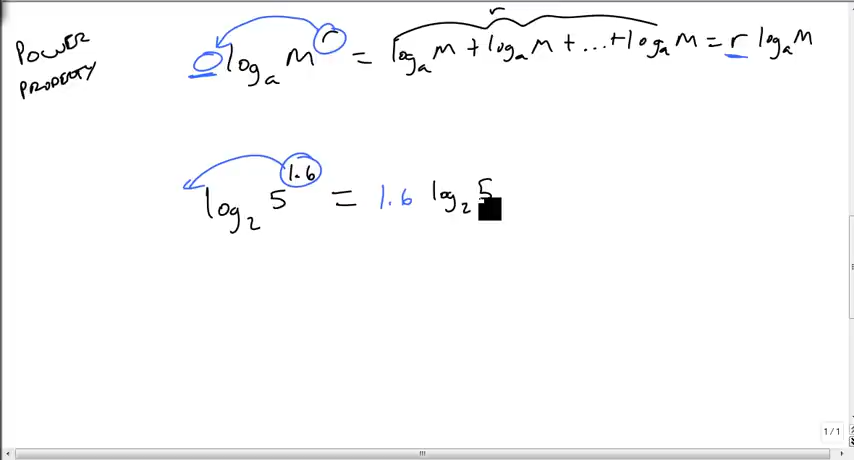 r
POWER PROPERTY
log_a M^r = log_a M + log_a M + ... + log_a M = r log_a M
log_2 5^1.6 = 1.6 log_2 5
1/1